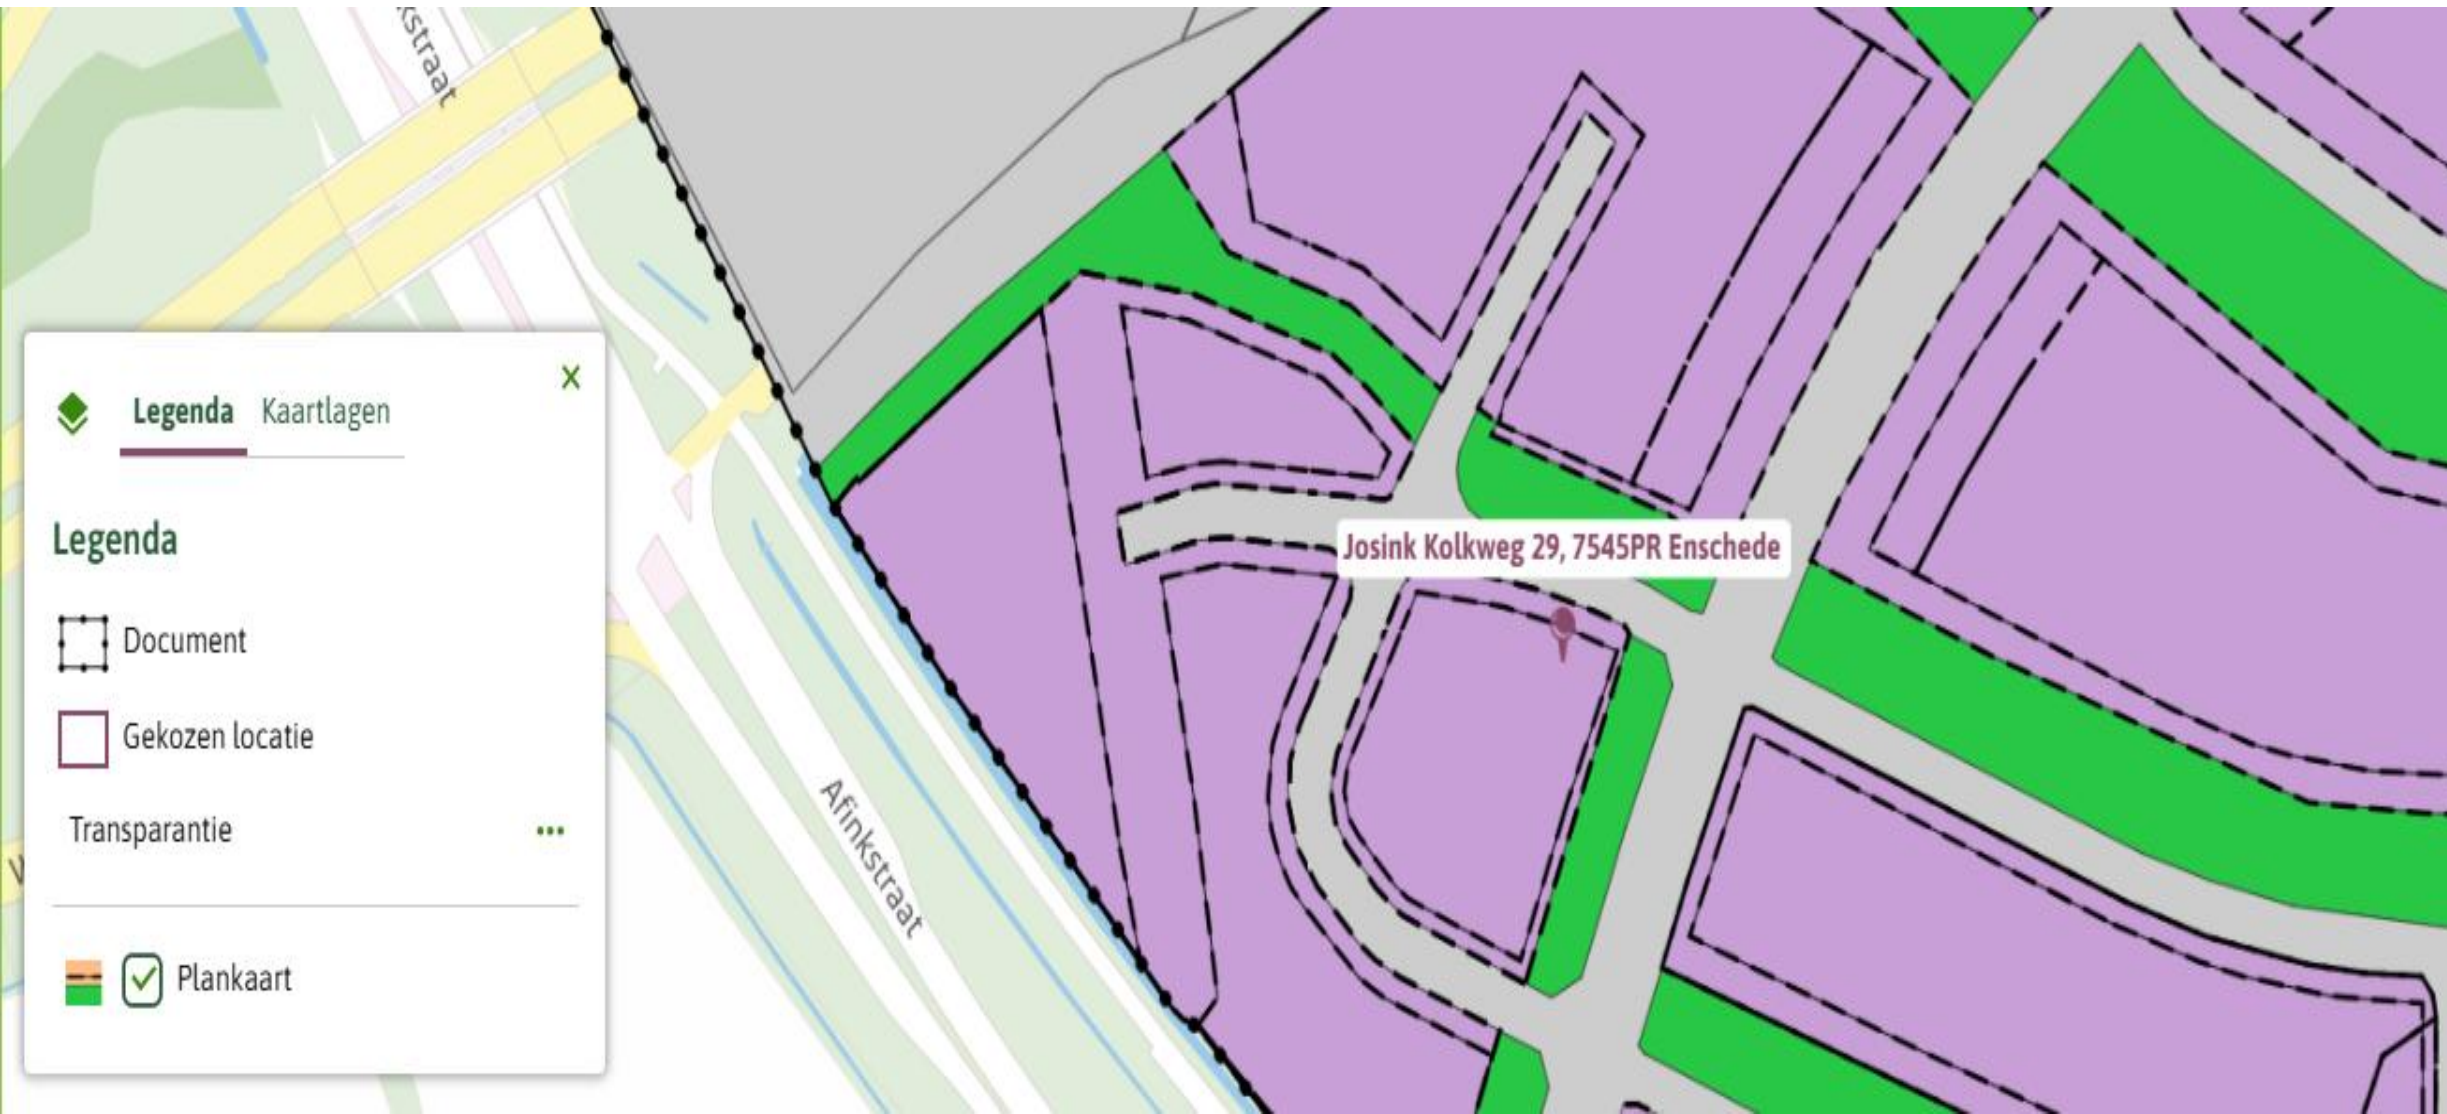 kstraat
Legenda Kaartlagen
Legenda
Document
Gekozen locatie
Transparantie
Plankaart
Josink Kolkweg 29, 7545PR Enschede
Afinkstraat